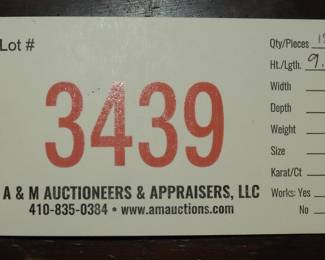 Lot #
3439
A & M AUCTIONEERS & APPRAISERS, LLC
410-835-0384 • www.amauctions.com
Qty/Pieces
Ht./Lgth. 9.
Width
Depth
Weight
Size
Karat/Ct
Works: Yes
No